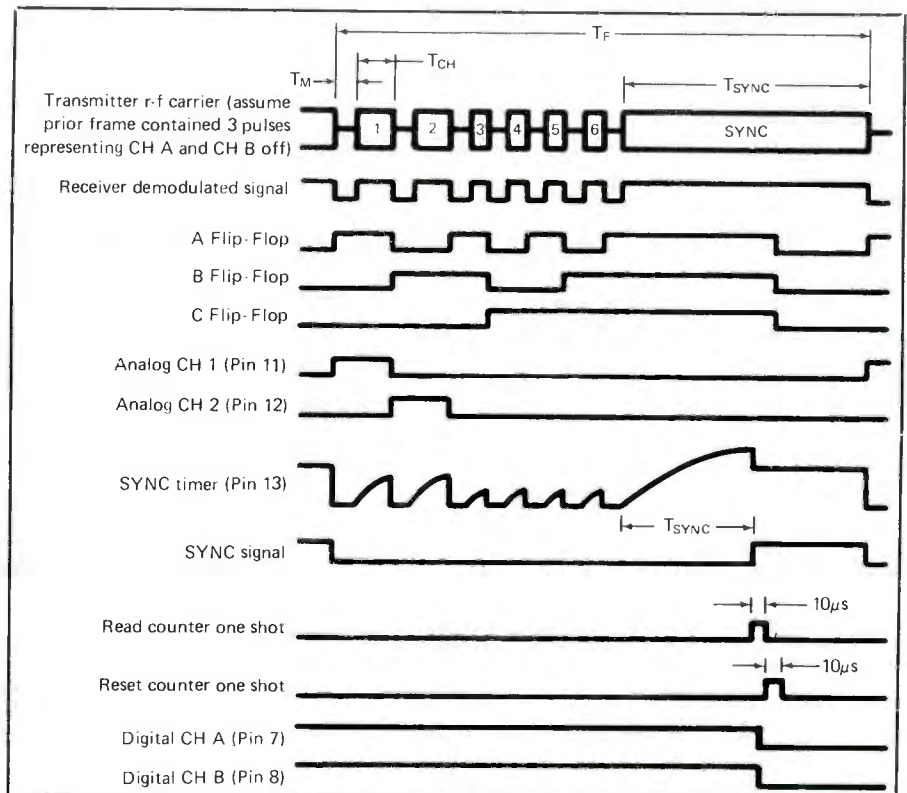 T_F
T_M
T_CH
T_SYNC
Transmitter r-f carrier (assume
prior frame contained 3 pulses
representing CH A and CH B off)
1 2 3 4 5 6 SYNC
Receiver demodulated signal
A Flip-Flop
B Flip-Flop
C Flip-Flop
Analog CH 1 (Pin 11)
Analog CH 2 (Pin 12)
SYNC timer (Pin 13)
T_SYNC
SYNC signal
10μs
Read counter one shot
10μs
Reset counter one shot
Digital CH A (Pin 7)
Digital CH B (Pin 8)